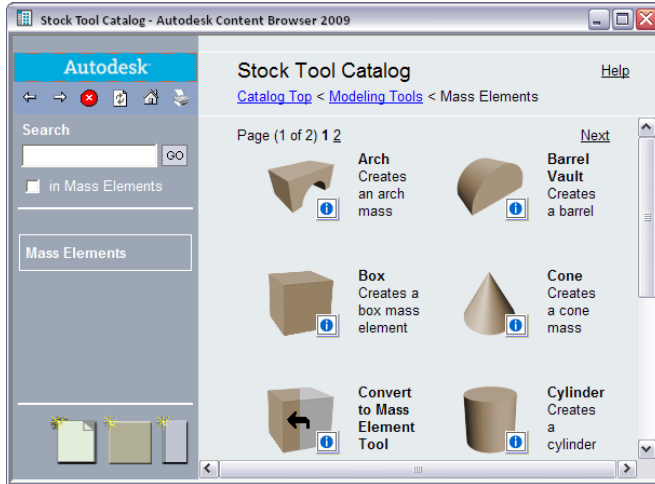 Stock Tool Catalog - Autodesk Content Browser 2009
Autodesk
Search
GO
in Mass Elements
Mass Elements
Stock Tool Catalog
Help
Catalog Top < Modeling Tools < Mass Elements
Page (1 of 2) 1 2
Next
Arch
Creates
an arch
mass
Barrel
Vault
Creates
a barrel
Box
Creates a
box mass
element
Cone
Creates
a cone
mass
Convert
to Mass
Element
Tool
Cylinder
Creates
a
cylinder